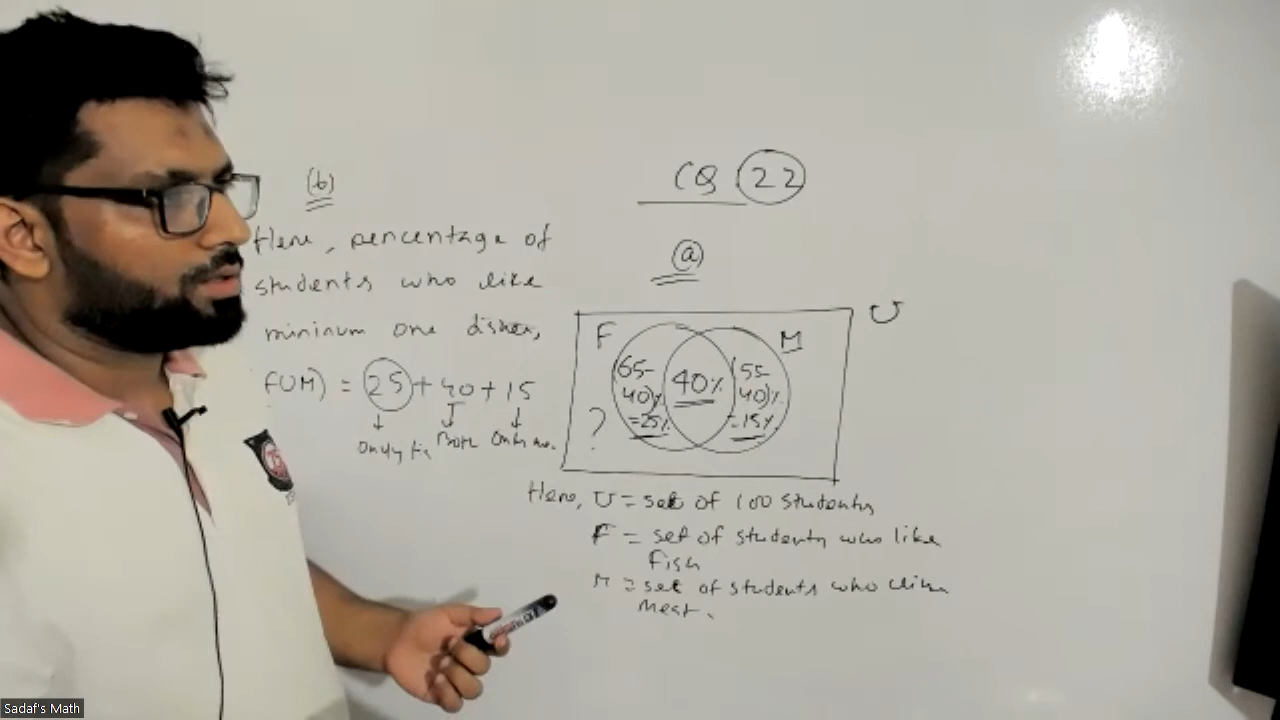 CQ 22
(a)
U
F
M
65-
40%
=25%
40%
(55-
40)%
=15%
?
Here, U = set of 100 students
F = set of students who like
Fish
M = set of students who like
Meat.
(b)
Here, percentage of
students who like
minimum one dishes,
FUM) = 25 + 40 + 15
Only Both Only
Sadaf's Math